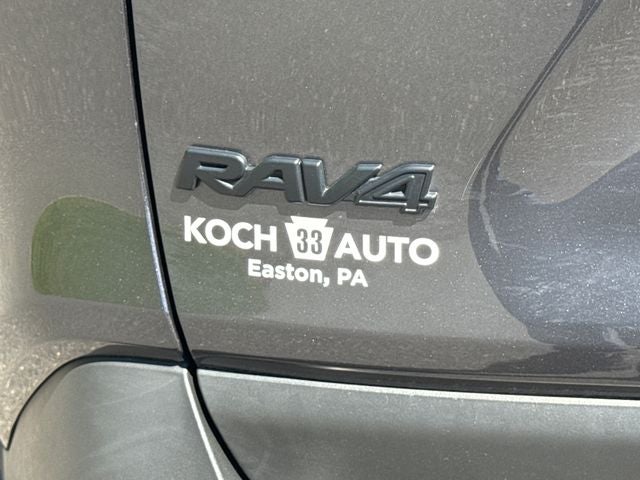 RAV4
KOCH 33 AUTO
Easton, PA